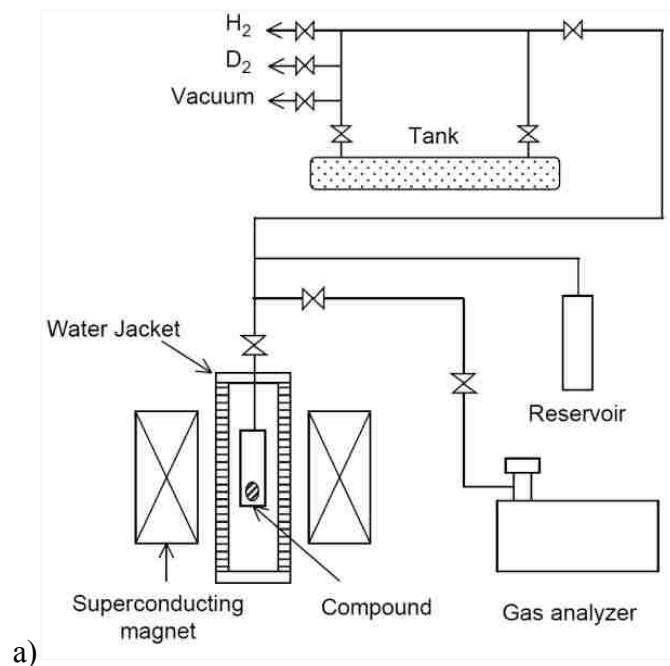 H₂
D₂
Vacuum
Tank
Water Jacket
Reservoir
Superconducting
magnet
Compound
Gas analyzer
a)